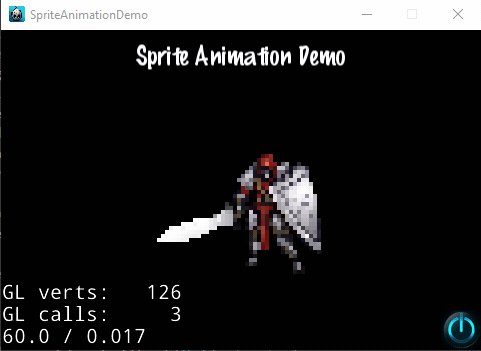 SpriteAnimationDemo
Sprite Animation Demo
GL verts: 126
GL calls: 3
60.0 / 0.017